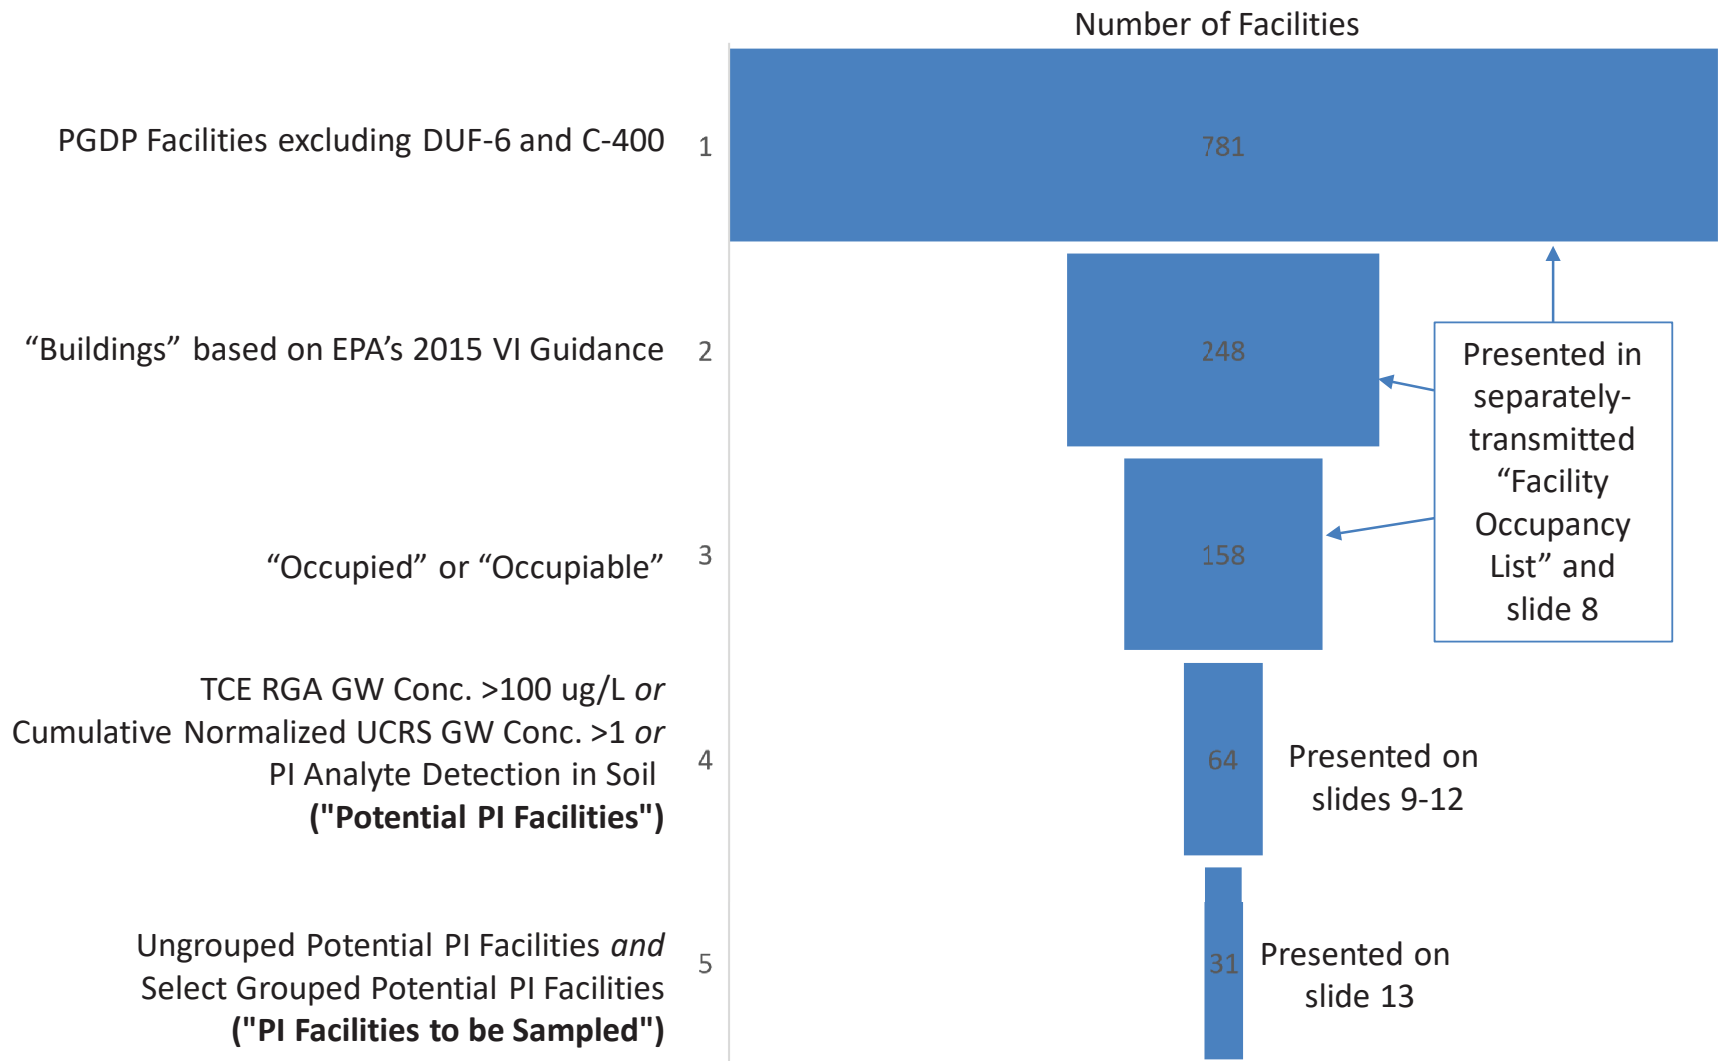 Number of Facilities
PGDP Facilities excluding DUF-6 and C-400
1
781
“Buildings” based on EPA’s 2015 VI Guidance
2
248
Presented in
separately-
transmitted
“Facility
Occupancy
List” and
slide 8
“Occupied” or “Occupiable”
3
158
TCE RGA GW Conc. >100 ug/L or
Cumulative Normalized UCRS GW Conc. >1 or
PI Analyte Detection in Soil
("Potential PI Facilities")
4
64
Presented on
slides 9-12
Ungrouped Potential PI Facilities and
Select Grouped Potential PI Facilities
("PI Facilities to be Sampled")
5
31
Presented on
slide 13